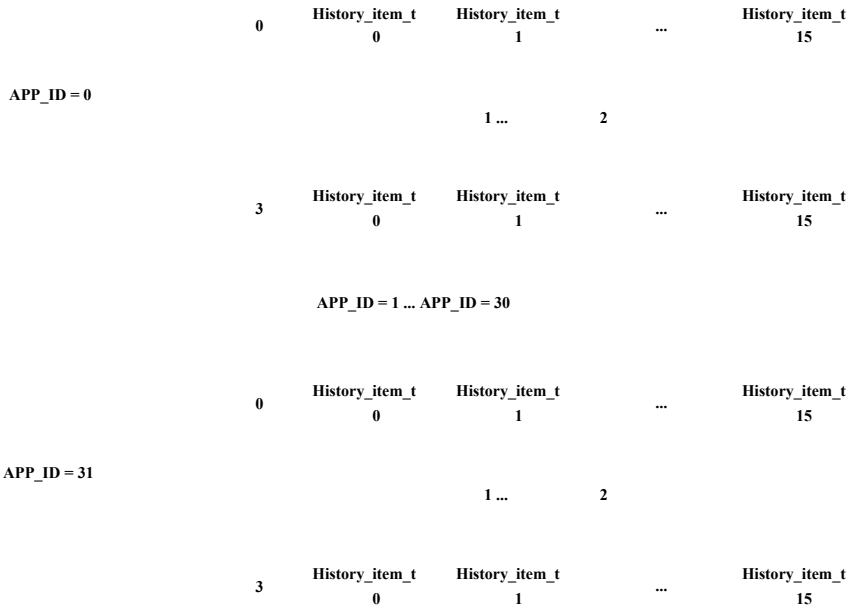 0 History_item_t 0 History_item_t 1 ... History_item_t 15
APP_ID = 0
1 ... 2
3 History_item_t 0 History_item_t 1 ... History_item_t 15
APP_ID = 1 ... APP_ID = 30
0 History_item_t 0 History_item_t 1 ... History_item_t 15
APP_ID = 31
1 ... 2
3 History_item_t 0 History_item_t 1 ... History_item_t 15